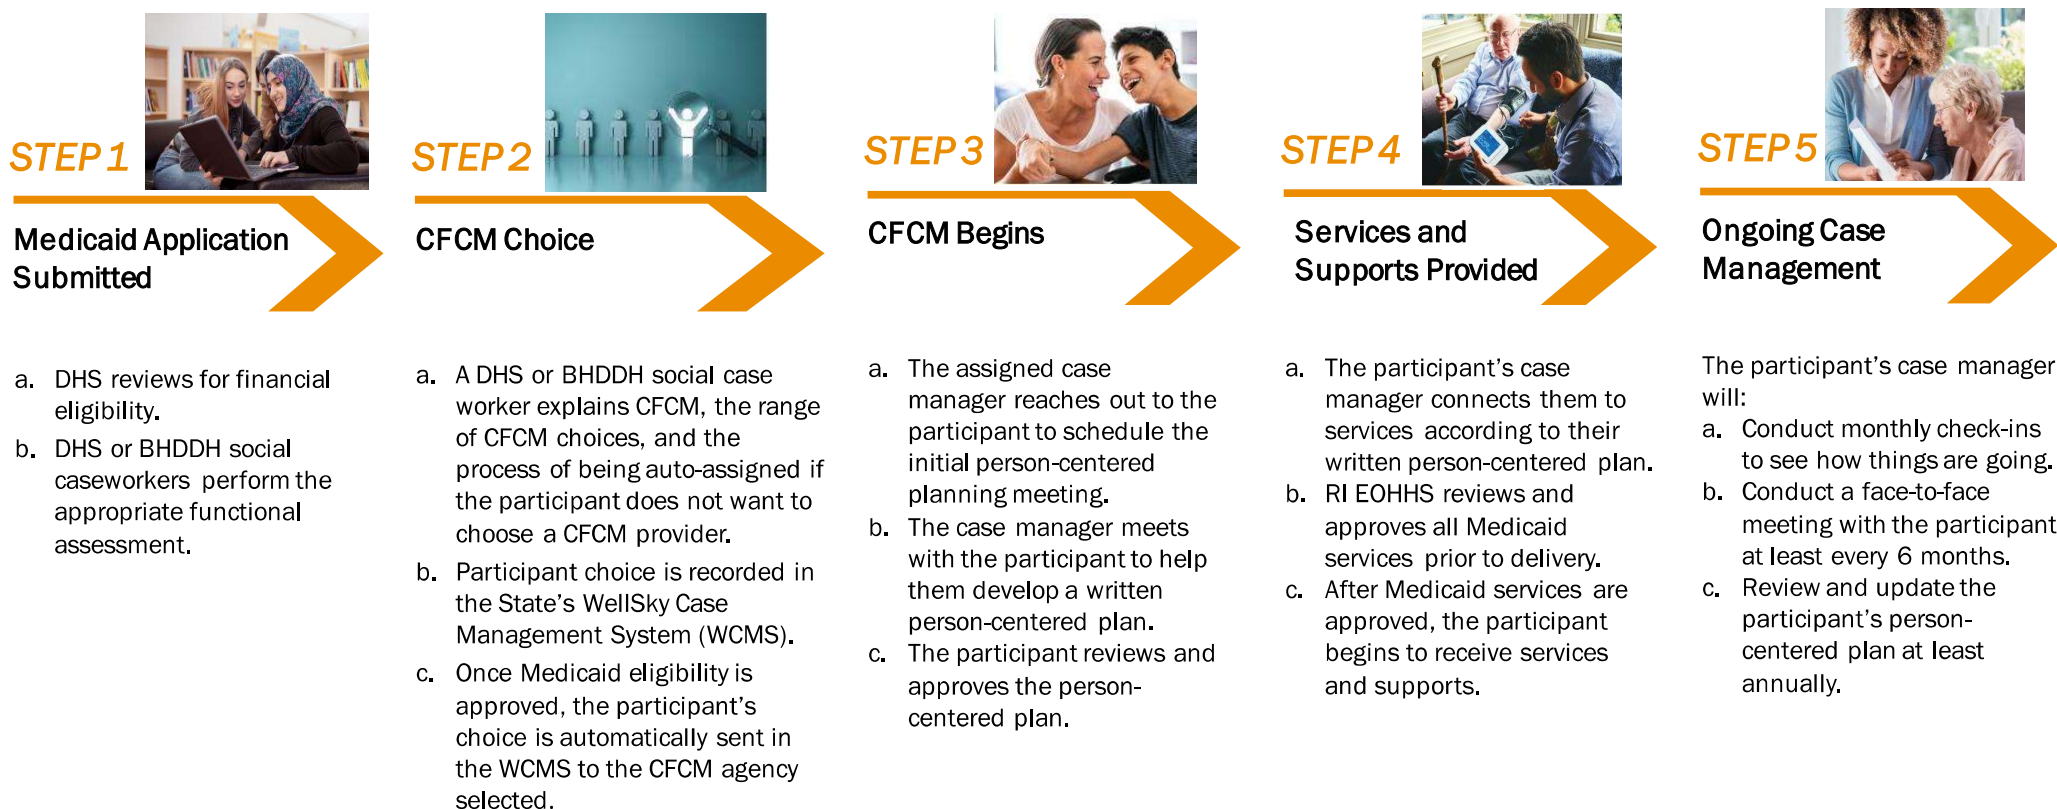 STEP 1
Medicaid Application
Submitted
a. DHS reviews for financial
eligibility.
b. DHS or BHDDH social
caseworkers perform the
appropriate functional
assessment.
STEP 2
CFCM Choice
a. A DHS or BHDDH social case
worker explains CFCM, the range
of CFCM choices, and the
process of being auto-assigned if
the participant does not want to
choose a CFCM provider.
b. Participant choice is recorded in
the State's WellSky Case
Management System (WCMS).
c. Once Medicaid eligibility is
approved, the participant's
choice is automatically sent in
the WCMS to the CFCM agency
selected.
STEP 3
CFCM Begins
a. The assigned case
manager reaches out to the
participant to schedule the
initial person-centered
planning meeting.
b. The case manager meets
with the participant to help
them develop a written
person-centered plan.
c. The participant reviews and
approves the person-
centered plan.
STEP 4
Services and
Supports Provided
a. The participant's case
manager connects them to
services according to their
written person-centered plan.
b. RI EOHHS reviews and
approves all Medicaid
services prior to delivery.
c. After Medicaid services are
approved, the participant
begins to receive services
and supports.
STEP 5
Ongoing Case
Management
The participant's case manager
will:
a. Conduct monthly check-ins
to see how things are going.
b. Conduct a face-to-face
meeting with the participant
at least every 6 months.
c. Review and update the
participant's person-
centered plan at least
annually.